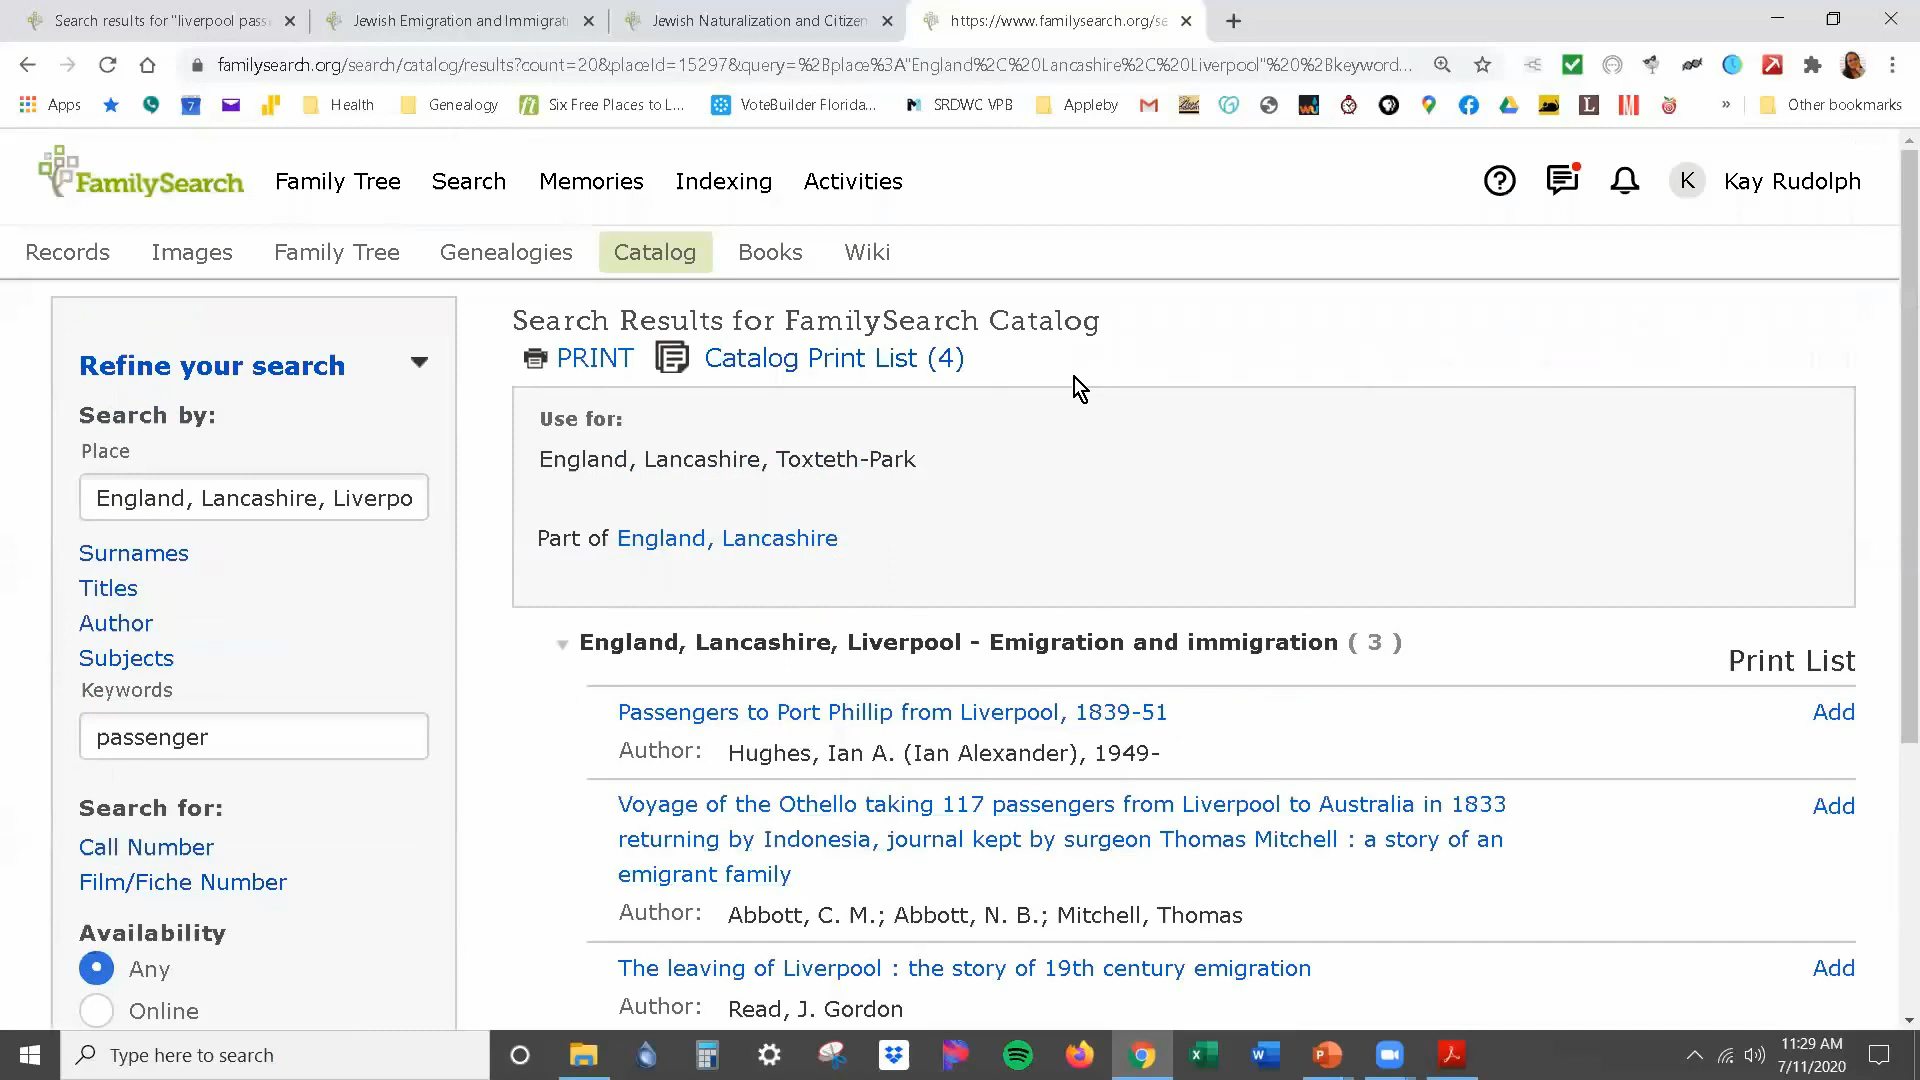 Search results for "liverpool pass
Jewish Emigration and Immigrat
Jewish Naturalization and Citizen
https://www.familysearch.org/se
familysearch.org/search/catalog/results?count=20&placeId=15297&query=%2Bplace%3A"England%2C%20Lancashire%2C%20Liverpool"%20%2Bkeyword...
Apps
7
Health
Genealogy
Six Free Places to L...
VoteBuilder Florida...
SRDWC VPB
Appleby
L
»
Other bookmarks
FamilySearch
Family Tree
Search
Memories
Indexing
Activities
K
Kay Rudolph
Records
Images
Family Tree
Genealogies
Catalog
Books
Wiki
Refine your search
Search by:
Place
England, Lancashire, Liverpo
Surnames
Titles
Author
Subjects
Keywords
passenger
Search for:
Call Number
Film/Fiche Number
Availability
Any
Online
Search Results for FamilySearch Catalog
PRINT
Catalog Print List (4)
Use for:
England, Lancashire, Toxteth-Park
Part of England, Lancashire
England, Lancashire, Liverpool - Emigration and immigration ( 3 )
Print List
Passengers to Port Phillip from Liverpool, 1839-51
Add
Author: Hughes, Ian A. (Ian Alexander), 1949-
Voyage of the Othello taking 117 passengers from Liverpool to Australia in 1833
Add
returning by Indonesia, journal kept by surgeon Thomas Mitchell : a story of an
emigrant family
Author: Abbott, C. M.; Abbott, N. B.; Mitchell, Thomas
The leaving of Liverpool : the story of 19th century emigration
Add
Author: Read, J. Gordon
Type here to search
11:29 AM
7/11/2020